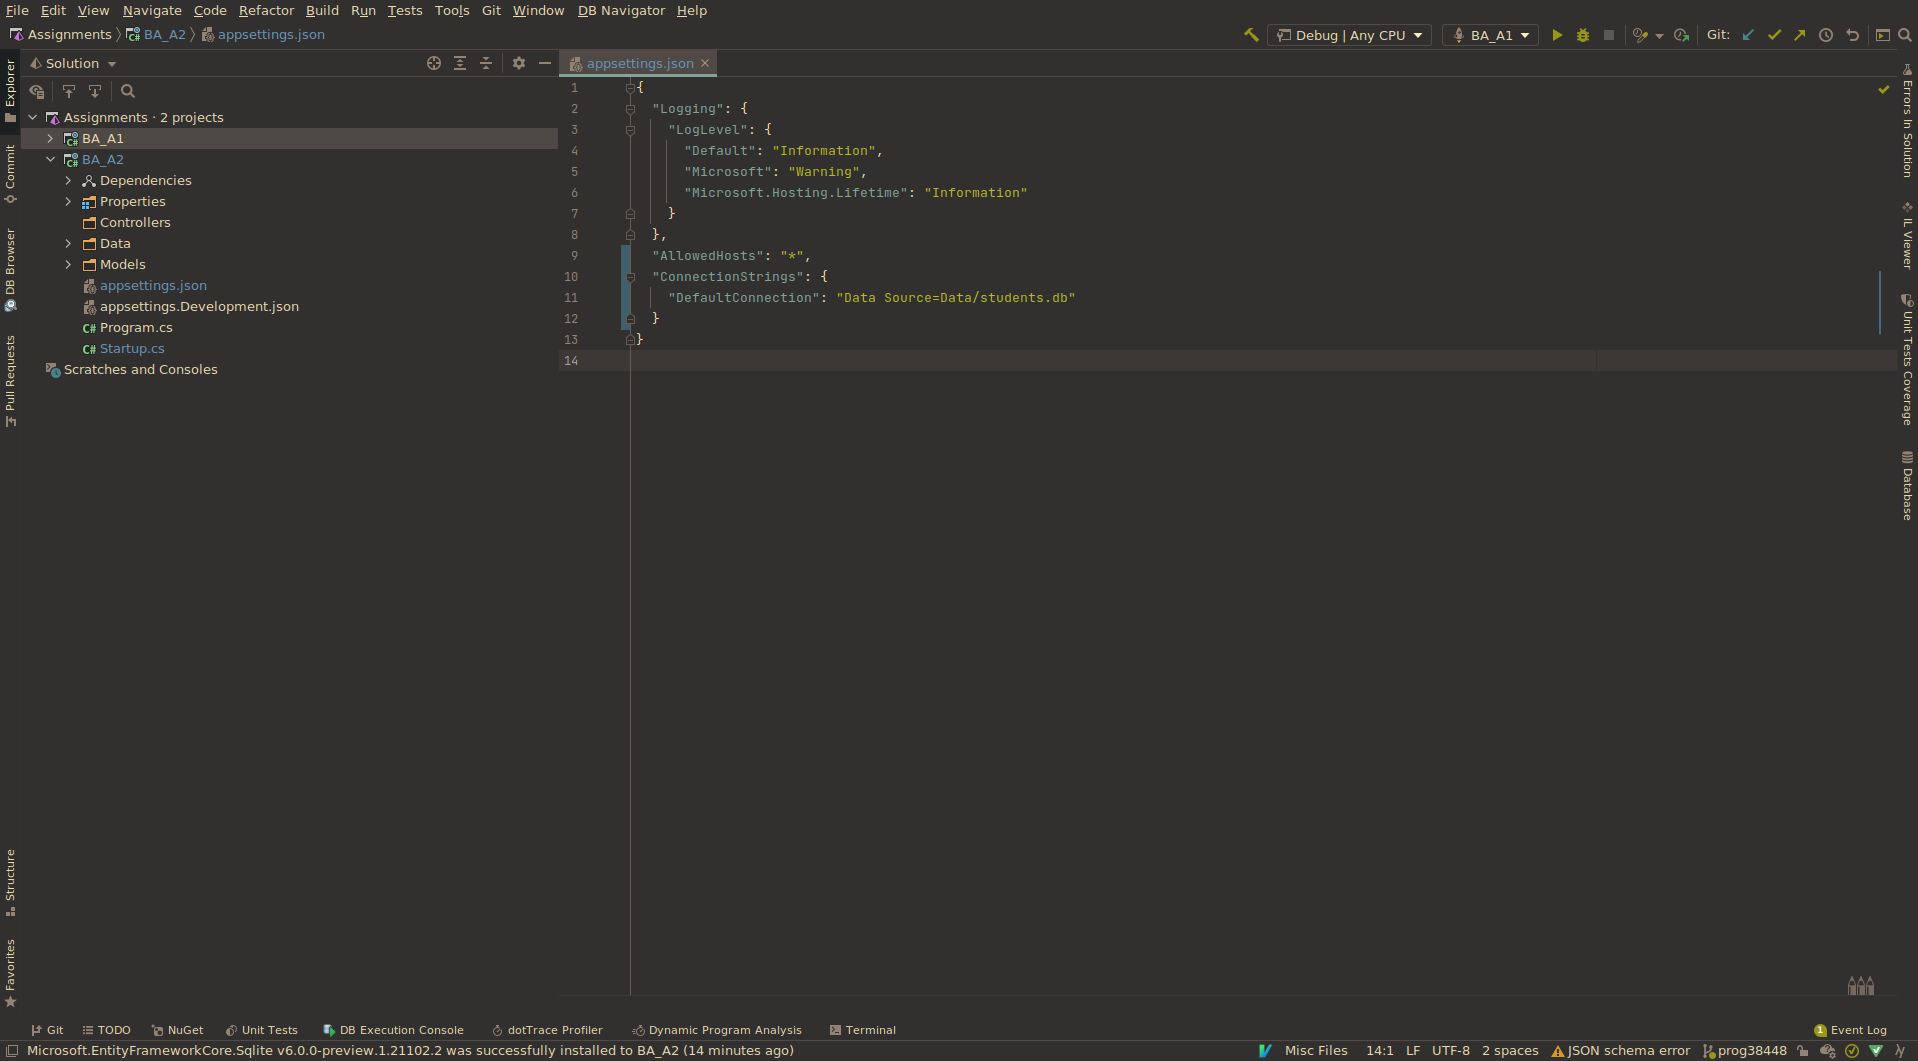 File Edit View Navigate Code Refactor Build Run Tests Tools Git Window DB Navigator Help
Assignments BA_A2 appsettings.json
Debug | Any CPU
BA_A1
Git:
Solution
Assignments · 2 projects
BA_A1
BA_A2
Dependencies
Properties
Controllers
Data
Models
appsettings.json
appsettings.Development.json
C# Program.cs
C# Startup.cs
Scratches and Consoles
appsettings.json
1 {
2 "Logging": {
3 "LogLevel": {
4 "Default": "Information",
5 "Microsoft": "Warning",
6 "Microsoft.Hosting.Lifetime": "Information"
7 }
8 },
9 "AllowedHosts": "*",
10 "ConnectionStrings": {
11 "DefaultConnection": "Data Source=Data/students.db"
12 }
13 }
14
Explorer
Commit
DB Browser
Pull Requests
Structure
Favorites
Errors In Solution
IL Viewer
Unit Tests Coverage
Database
Git TODO NuGet Unit Tests DB Execution Console dotTrace Profiler Dynamic Program Analysis Terminal
1 Event Log
Microsoft.EntityFrameworkCore.Sqlite v6.0.0-preview.1.21102.2 was successfully installed to BA_A2 (14 minutes ago)
Misc Files 14:1 LF UTF-8 2 spaces JSON schema error prog38448